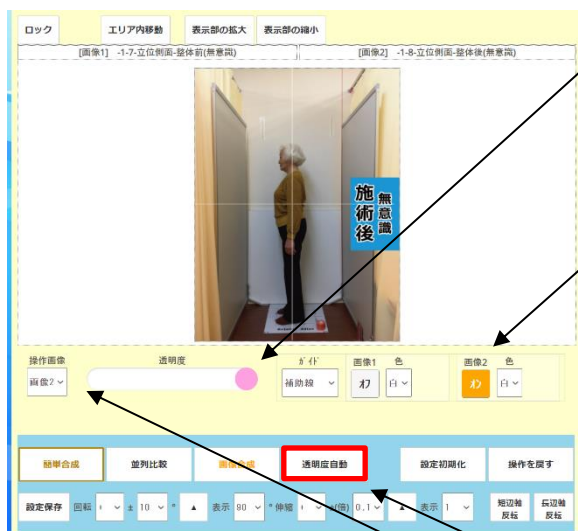 ロック エリア内移動 表示部の拡大 表示部の縮小
[画像1] -1-7-立位側面-整体前(無意識) [画像2] -1-8-立位側面-整体後(無意識)
無意識
施術後
操作画像 透明度 ガイド 画像1 色 画像2 色
画像2 補助線 オフ 白 オン 白
簡単合成 並列比較 画像合成 透明度自動 設定初期化 操作を戻す
設定保存 回転 ± 10 ° ▲ 表示 80 ° 伸縮 (倍) 0.1 ▲ 表示 1 短辺軸反転 長辺軸反転